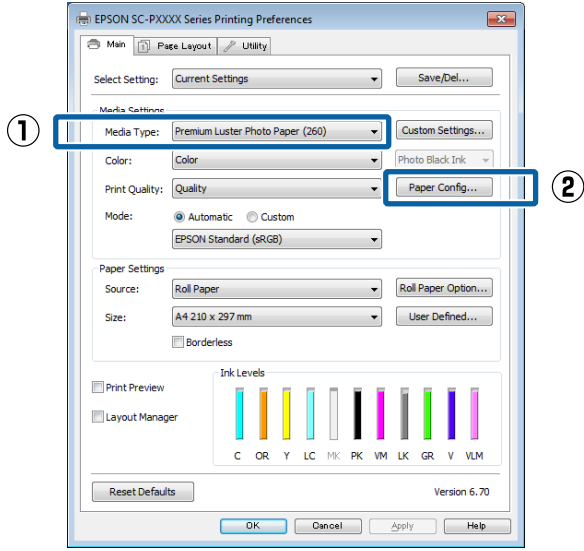 EPSON SC-PXXXX Series Printing Preferences
Main Page Layout Utility
Select Setting: Current Settings Save/Del...
Media Settings
① Media Type: Premium Luster Photo Paper (260) Custom Settings...
Color: Color Photo Black Ink
Print Quality: Quality Paper Config... ②
Mode: Automatic Custom
EPSON Standard (sRGB)
Paper Settings
Source: Roll Paper Roll Paper Option...
Size: A4 210 x 297 mm User Defined...
Borderless
Ink Levels
Print Preview
Layout Manager
C OR Y LC MK PK VM LK GR V VLM
Reset Defaults Version 6.70
OK Cancel Apply Help